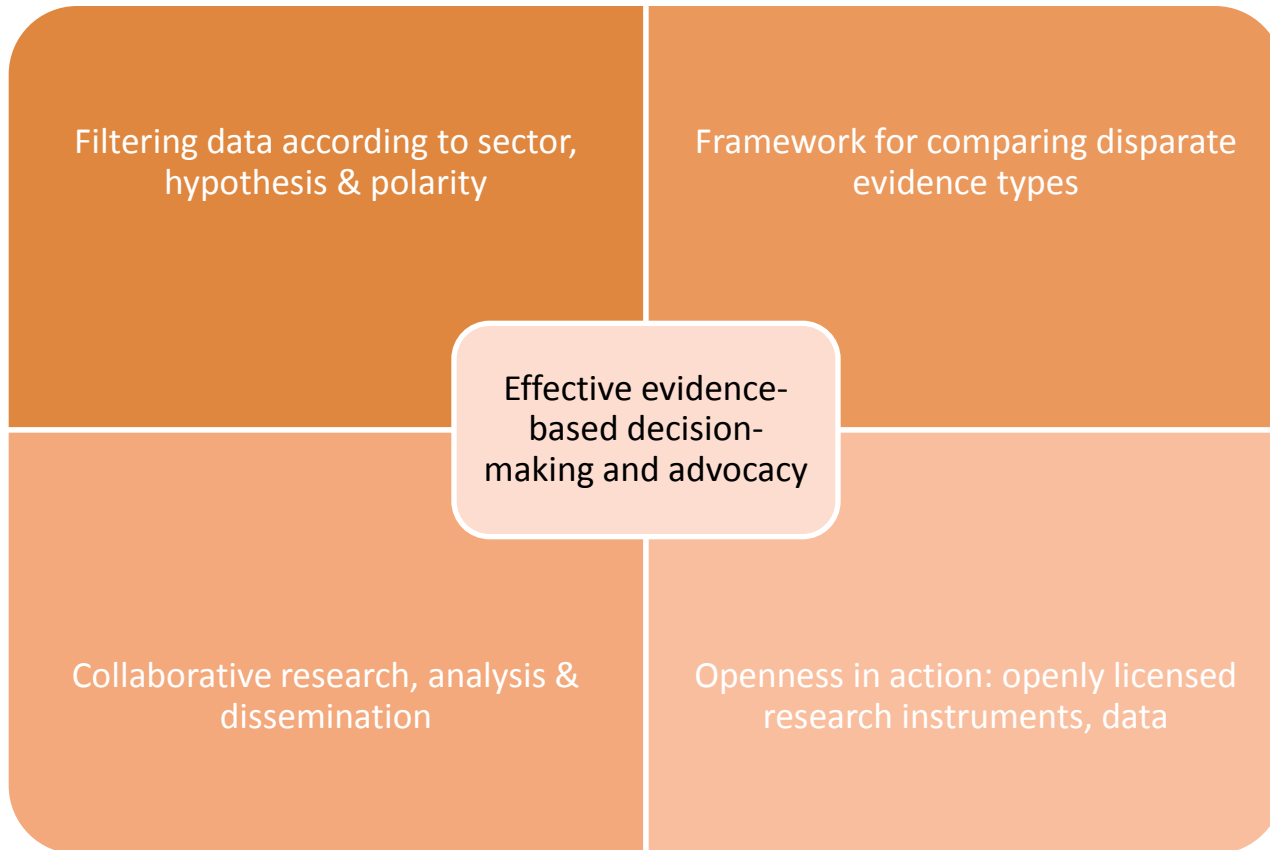 Filtering data according to sector,
hypothesis & polarity
Framework for comparing disparate
evidence types
Effective evidence-
based decision-
making and advocacy
Collaborative research, analysis &
dissemination
Openness in action: openly licensed
research instruments, data